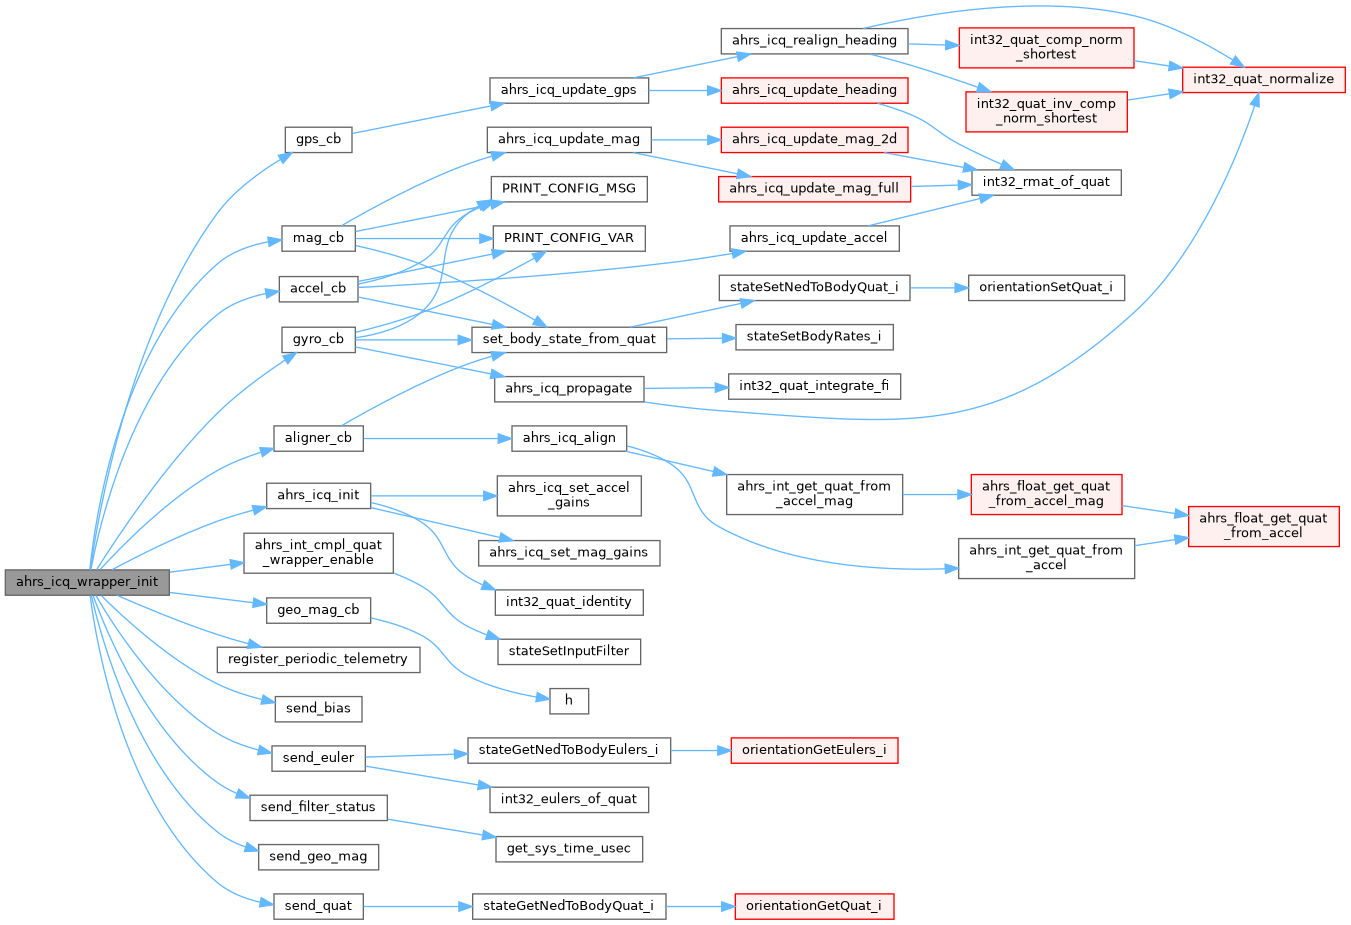 ahrs_icq_wrapper_init
gps_cb
mag_cb
accel_cb
gyro_cb
aligner_cb
ahrs_icq_init
ahrs_int_cmpl_quat
_wrapper_enable
geo_mag_cb
register_periodic_telemetry
send_bias
send_euler
send_filter_status
send_geo_mag
send_quat
ahrs_icq_update_gps
ahrs_icq_update_mag
PRINT_CONFIG_MSG
PRINT_CONFIG_VAR
set_body_state_from_quat
ahrs_icq_propagate
ahrs_icq_align
ahrs_icq_set_accel
_gains
ahrs_icq_set_mag_gains
int32_quat_identity
stateSetInputFilter
h
stateGetNedToBodyEulers_i
int32_eulers_of_quat
get_sys_time_usec
stateGetNedToBodyQuat_i
ahrs_icq_realign_heading
ahrs_icq_update_heading
ahrs_icq_update_mag_2d
ahrs_icq_update_mag_full
ahrs_icq_update_accel
stateSetNedToBodyQuat_i
stateSetBodyRates_i
int32_quat_integrate_fi
ahrs_int_get_quat_from
_accel_mag
orientationGetEulers_i
orientationGetQuat_i
int32_quat_comp_norm
_shortest
int32_quat_inv_comp
_norm_shortest
int32_rmat_of_quat
orientationSetQuat_i
ahrs_float_get_quat
_from_accel_mag
ahrs_int_get_quat_from
_accel
int32_quat_normalize
ahrs_float_get_quat
_from_accel